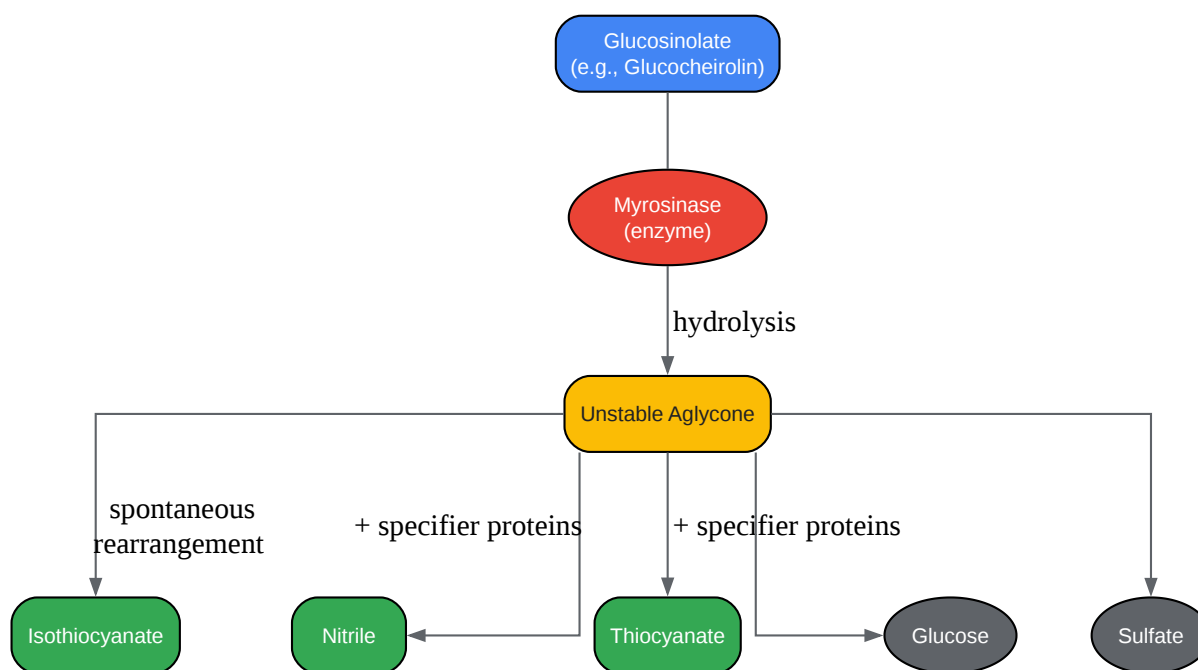 Glucosinolate
(e.g., Glucocheirolin)
Myrosinase
(enzyme)
hydrolysis
Unstable Aglycone
spontaneous
rearrangement
+ specifier proteins
+ specifier proteins
Isothiocyanate
Nitrile
Thiocyanate
Glucose
Sulfate